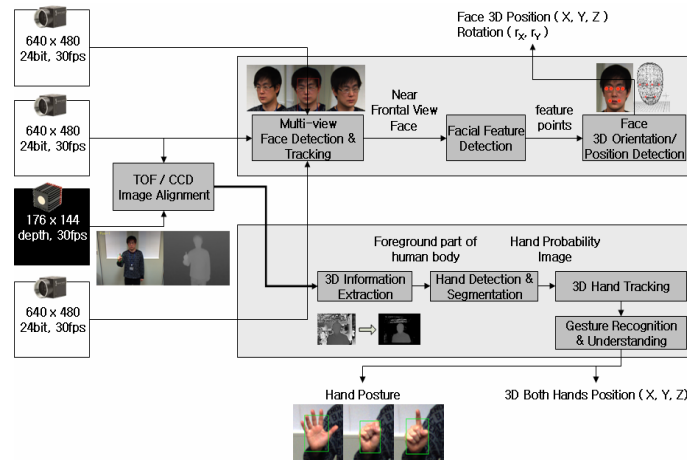 640 x 480
24bit, 30fps
640 x 480
24bit, 30fps
176 x 144
depth, 30fps
640 x 480
24bit, 30fps
TOF / CCD
Image Alignment
Face 3D Position ( X, Y, Z )
Rotation ( rX, rY )
Multi-view
Face Detection &
Tracking
Near
Frontal View
Face
Facial Feature
Detection
feature
points
Face
3D Orientation/
Position Detection
Foreground part of
human body
Hand Probability
Image
3D Information
Extraction
Hand Detection &
Segmentation
3D Hand Tracking
Gesture Recognition
& Understanding
Hand Posture
3D Both Hands Position ( X, Y, Z )